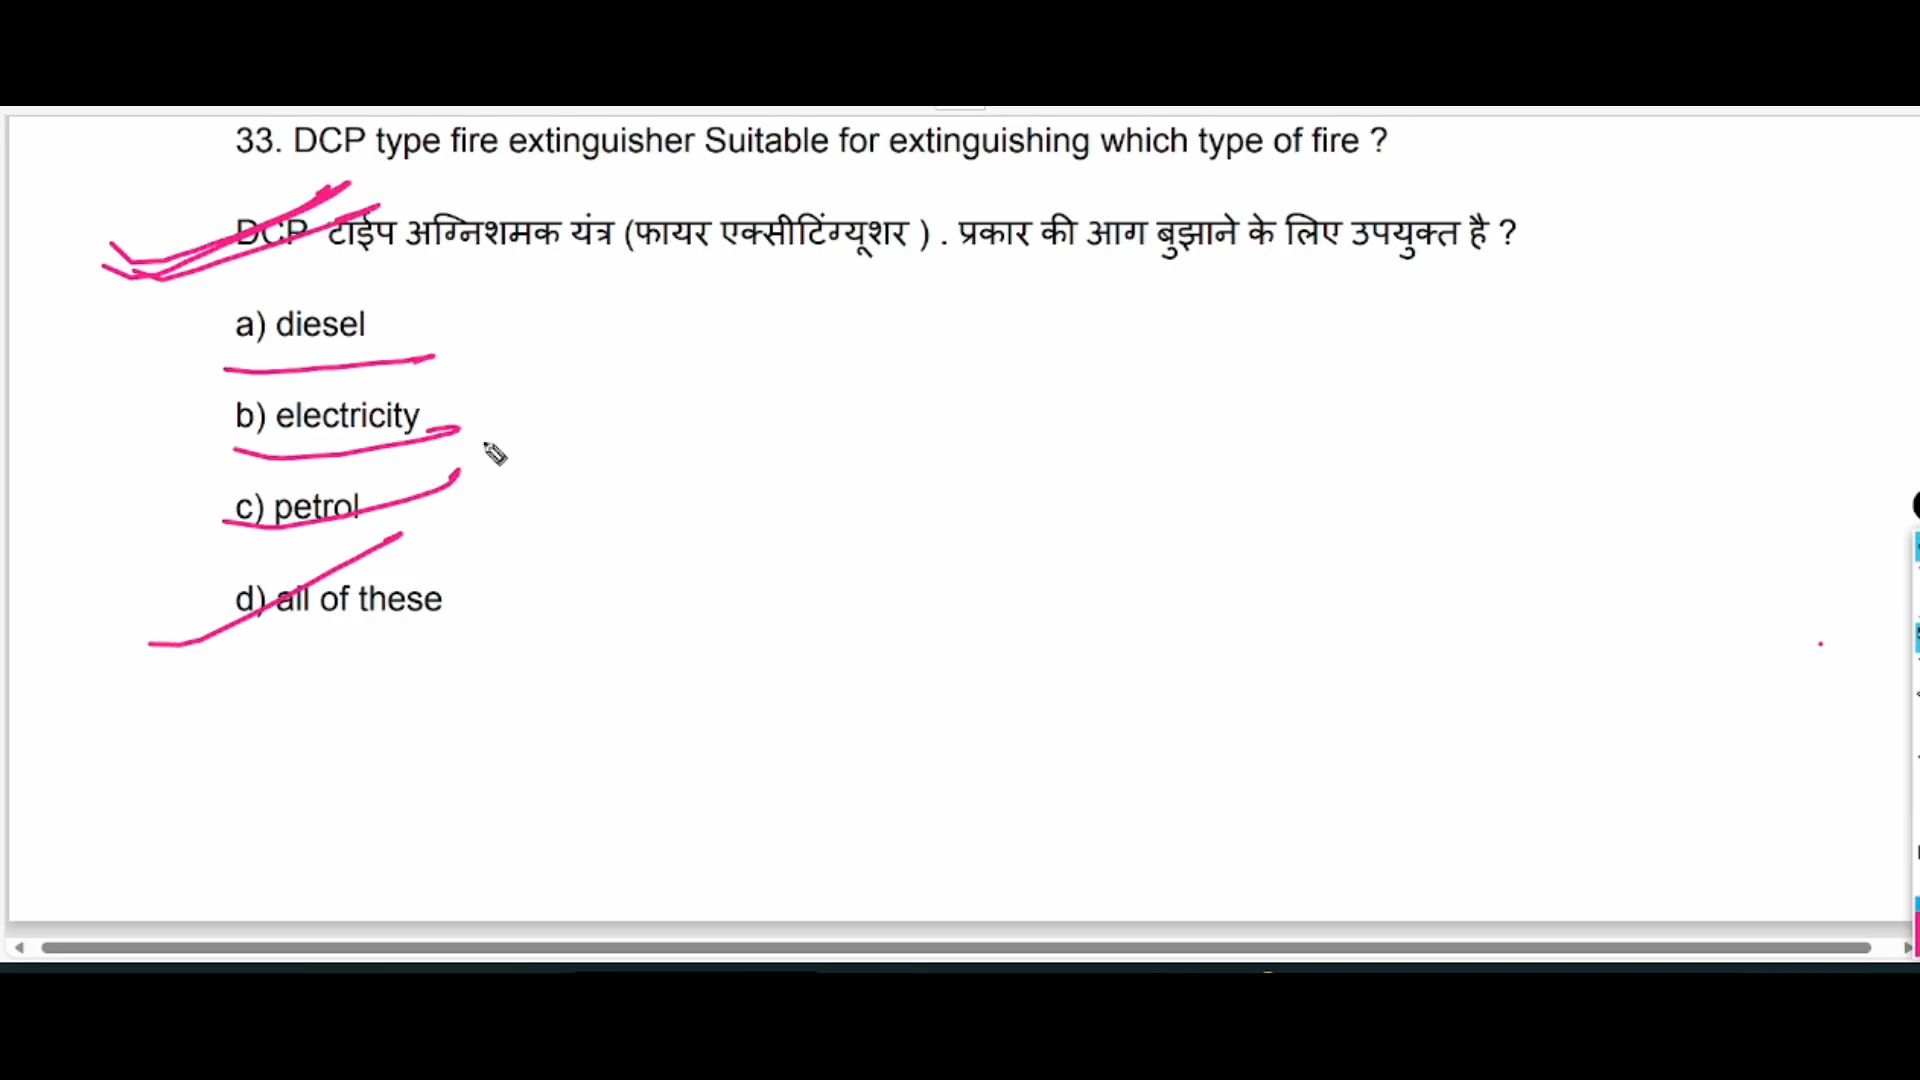 33. DCP type fire extinguisher Suitable for extinguishing which type of fire ?
DCP टाईप अग्निशमक यंत्र (फायर एक्सीटिंग्यूशर ) . प्रकार की आग बुझाने के लिए उपयुक्त है ?
a) diesel
b) electricity
c) petrol
d) all of these